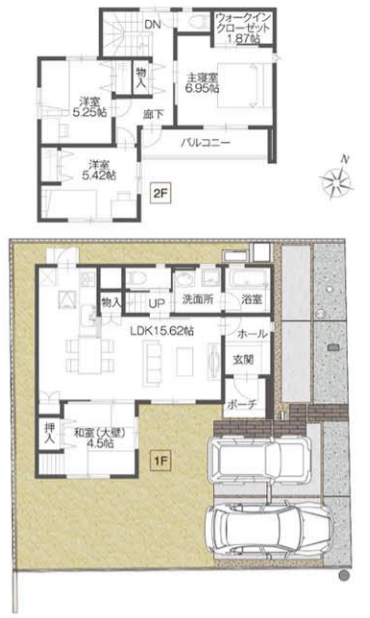 DN
ウォークイン
クローゼット
1.87帖
物入
主寝室
6.95帖
洋室
5.25帖
廊下
バルコニー
洋室
5.42帖
2F
N
物入
UP
洗面所
浴室
LDK15.62帖
ホール
玄関
ポーチ
押入
和室(大壁)
4.5帖
1F